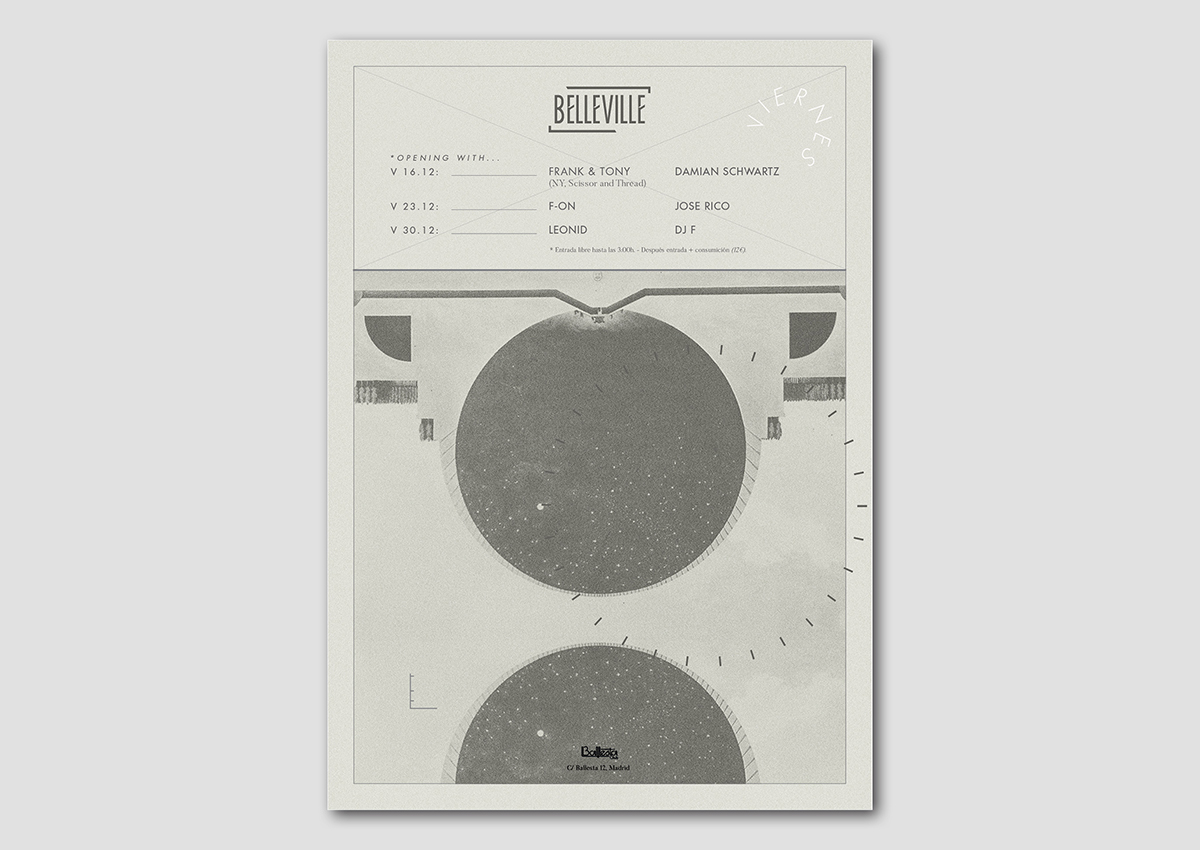 BELLEVILLE
VIERNES
*OPENING WITH...
V 16.12: FRANK & TONY DAMIAN SCHWARTZ
(NY, Scissor and Thread)
V 23.12: F-ON JOSE RICO
V 30.12: LEONID DJ F
* Entrada libre hasta las 3:00h. - Después entrada + consumición (12€).
Ballesta
C/ Ballesta 12, Madrid